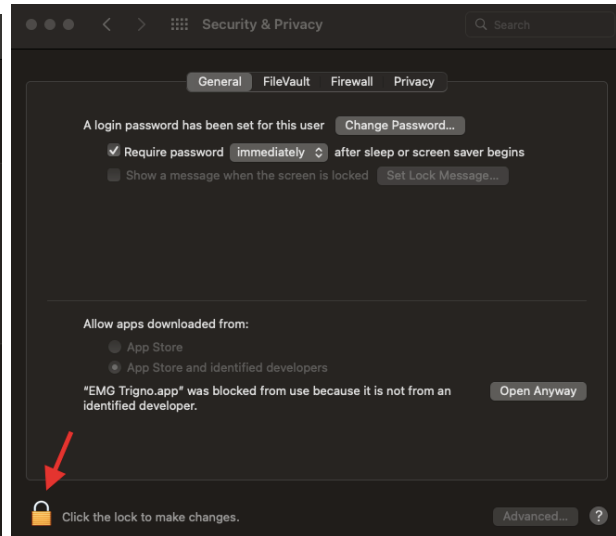 Security & Privacy
Search
General FileVault Firewall Privacy
A login password has been set for this user Change Password...
Require password immediately after sleep or screen saver begins
Show a message when the screen is locked Set Lock Message...
Allow apps downloaded from:
App Store
App Store and identified developers
“EMG Trigno.app” was blocked from use because it is not from an Open Anyway
identified developer.
Click the lock to make changes.
Advanced... ?